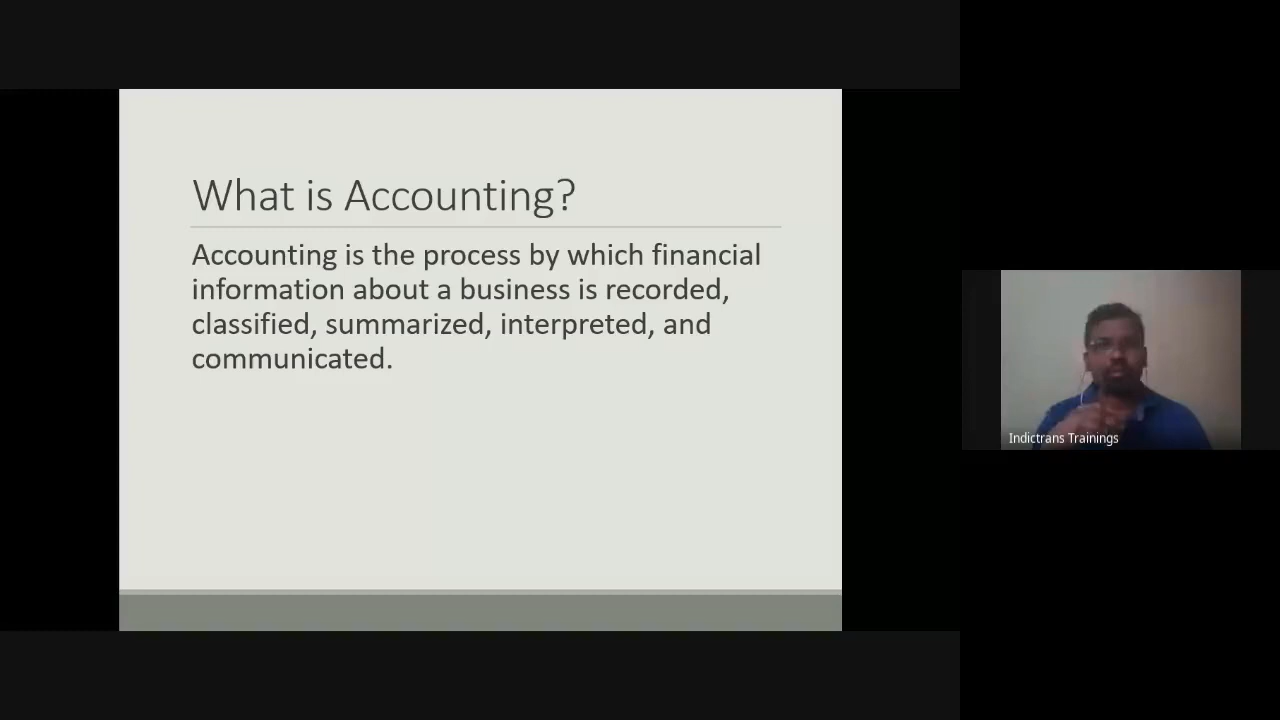 What is Accounting?
Accounting is the process by which financial
information about a business is recorded,
classified, summarized, interpreted, and
communicated.
Indictrans Trainings